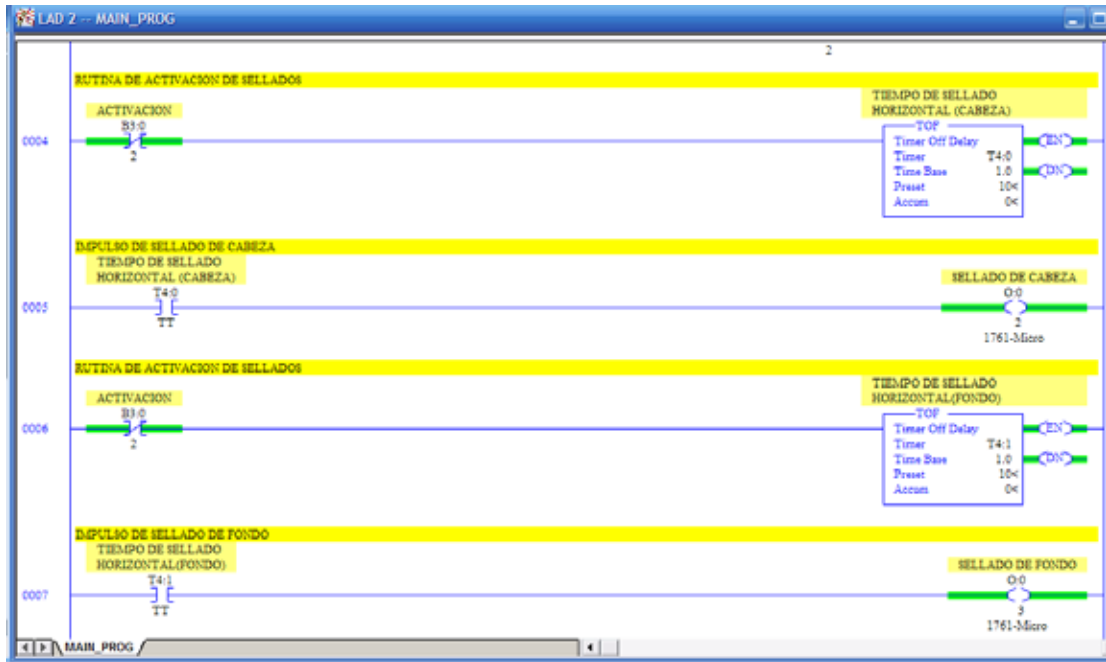 LAD 2 -- MAIN_PROG
2
RUTINA DE ACTIVACION DE SELLADOS
ACTIVACION
B3:0
2
0004
TIEMPO DE SELLADO
HORIZONTAL (CABEZA)
TOF
Timer Off Delay
Timer T4:0
Time Base 1.0
Preset 10<
Accum 0<
EN
DN
IMPULSO DE SELLADO DE CABEZA
TIEMPO DE SELLADO
HORIZONTAL (CABEZA)
T4:0
TT
0005
SELLADO DE CABEZA
O:0
2
1761-Micro
RUTINA DE ACTIVACION DE SELLADOS
ACTIVACION
B3:0
2
0006
TIEMPO DE SELLADO
HORIZONTAL(FONDO)
TOF
Timer Off Delay
Timer T4:1
Time Base 1.0
Preset 10<
Accum 0<
EN
DN
IMPULSO DE SELLADO DE FONDO
TIEMPO DE SELLADO
HORIZONTAL(FONDO)
T4:1
TT
0007
SELLADO DE FONDO
O:0
3
1761-Micro
MAIN_PROG